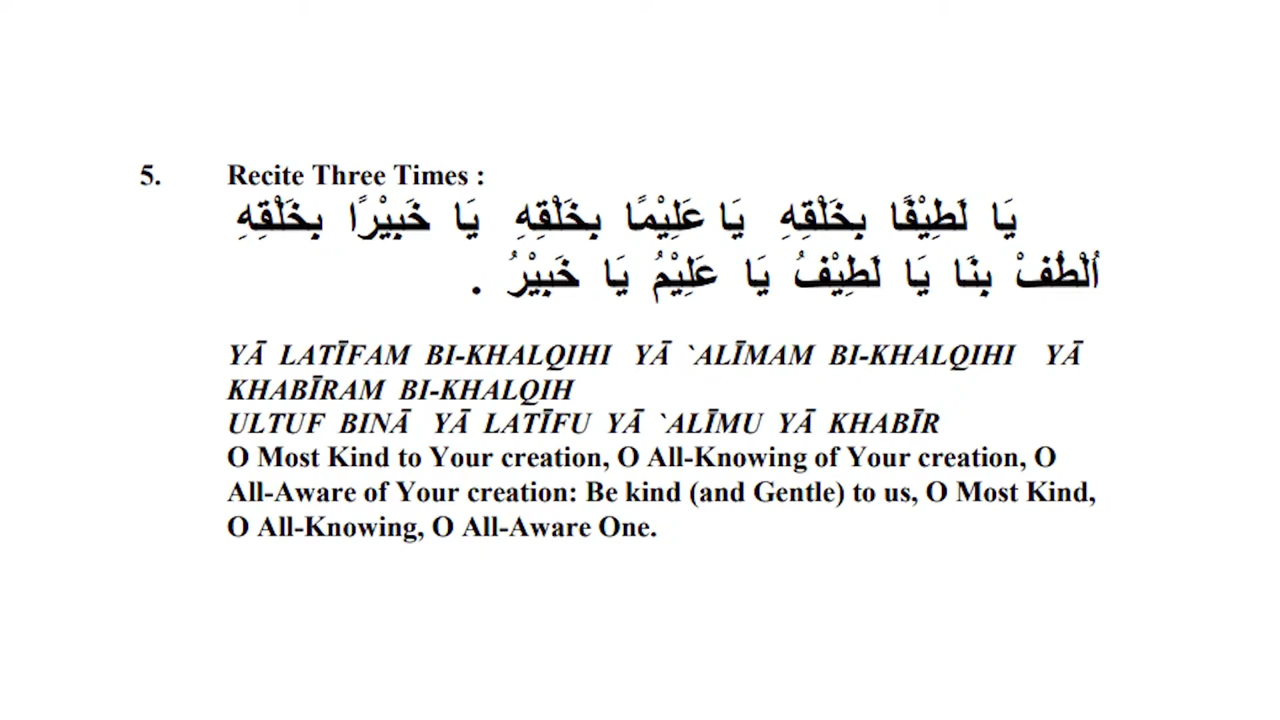 5. Recite Three Times :
يَا لَطِيْفًا بِخَلْقِهِ يَا عَلِيْمًا بِخَلْقِهِ يَا خَبِيْرًا بِخَلْقِهِ
اُلْطُفْ بِنَا يَا لَطِيْفُ يَا عَلِيْمُ يَا خَبِيْرُ .
YĀ LATĪFAM BI-KHALQIHI YĀ `ALĪMAM BI-KHALQIHI YĀ
KHABĪRAM BI-KHALQIH
ULTUF BINĀ YĀ LATĪFU YĀ `ALĪMU YĀ KHABĪR
O Most Kind to Your creation, O All-Knowing of Your creation, O
All-Aware of Your creation: Be kind (and Gentle) to us, O Most Kind,
O All-Knowing, O All-Aware One.